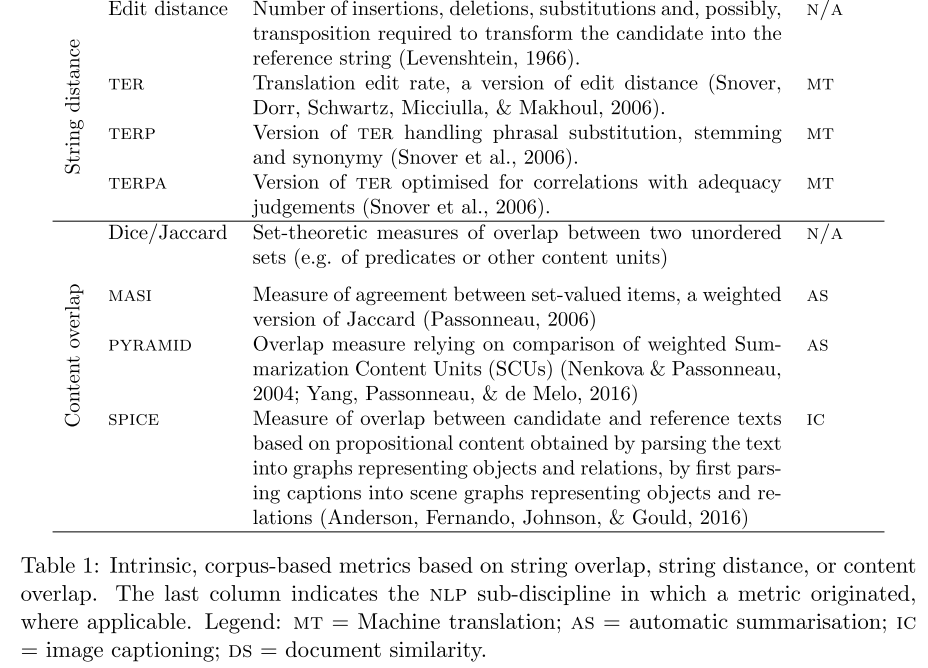 Edit distance Number of insertions, deletions, substitutions and, possibly, N/A
transposition required to transform the candidate into the
reference string (Levenshtein, 1966).
String distance
TER Translation edit rate, a version of edit distance (Snover, MT
Dorr, Schwartz, Micciulla, & Makhoul, 2006).
TERP Version of TER handling phrasal substitution, stemming MT
and synonymy (Snover et al., 2006).
TERPA Version of TER optimised for correlations with adequacy MT
judgements (Snover et al., 2006).
Dice/Jaccard Set-theoretic measures of overlap between two unordered N/A
sets (e.g. of predicates or other content units)
Content overlap
MASI Measure of agreement between set-valued items, a weighted AS
version of Jaccard (Passonneau, 2006)
PYRAMID Overlap measure relying on comparison of weighted Sum- AS
marization Content Units (SCUs) (Nenkova & Passonneau,
2004; Yang, Passonneau, & de Melo, 2016)
SPICE Measure of overlap between candidate and reference texts IC
based on propositional content obtained by parsing the text
into graphs representing objects and relations, by first pars-
ing captions into scene graphs representing objects and re-
lations (Anderson, Fernando, Johnson, & Gould, 2016)
Table 1: Intrinsic, corpus-based metrics based on string overlap, string distance, or content
overlap. The last column indicates the NLP sub-discipline in which a metric originated,
where applicable. Legend: MT = Machine translation; AS = automatic summarisation; IC
= image captioning; DS = document similarity.